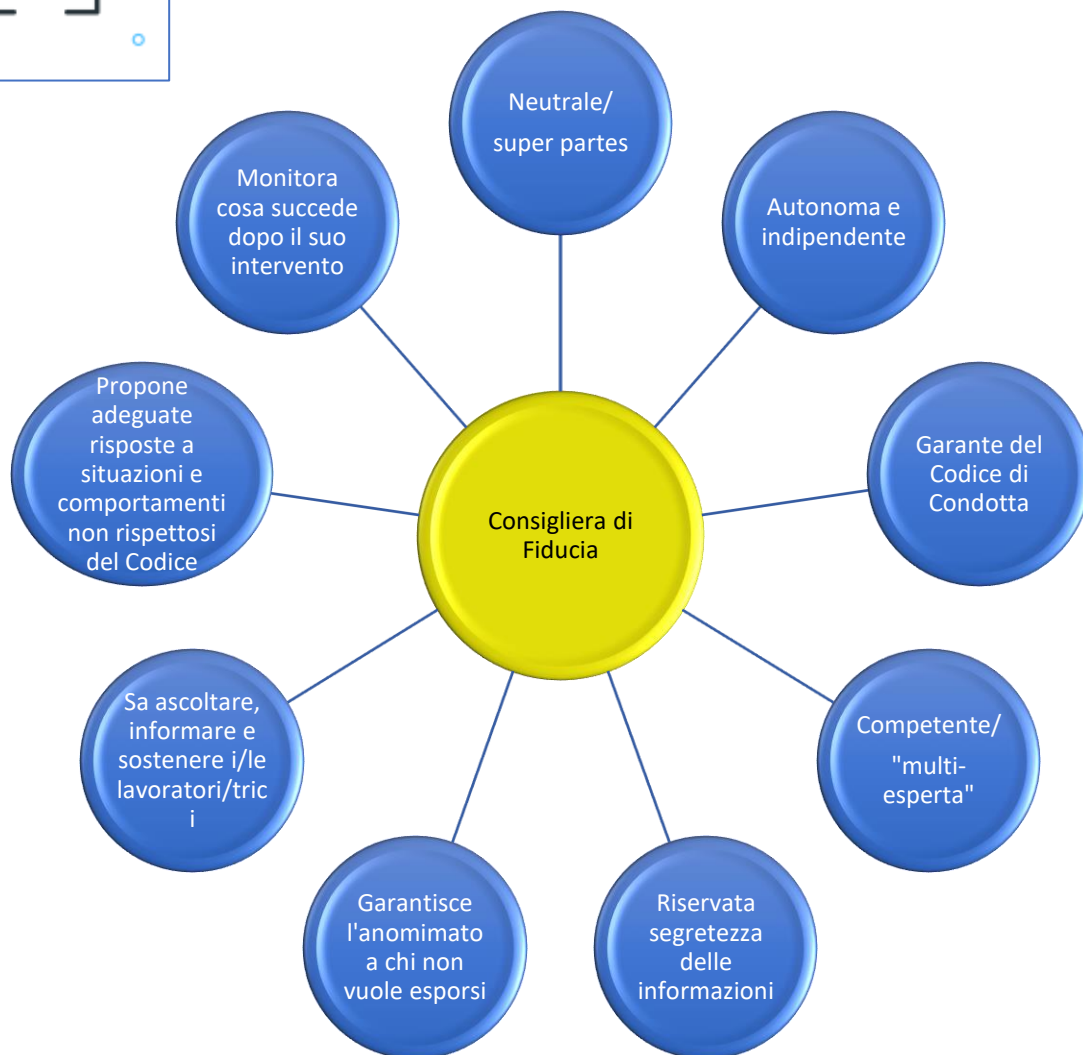 Neutrale/
super partes
Autonoma e
indipendente
Garante del
Codice di
Condotta
Competente/
"multi-
esperta"
Riservata
segretezza
delle
informazioni
Garantisce
l'anomimato
a chi non
vuole esporsi
Sa ascoltare,
informare e
sostenere i/le
lavoratori/tric
i
Propone
adeguate
risposte a
situazioni e
comportamenti
non rispettosi
del Codice
Monitora
cosa succede
dopo il suo
intervento
Consigliera di
Fiducia